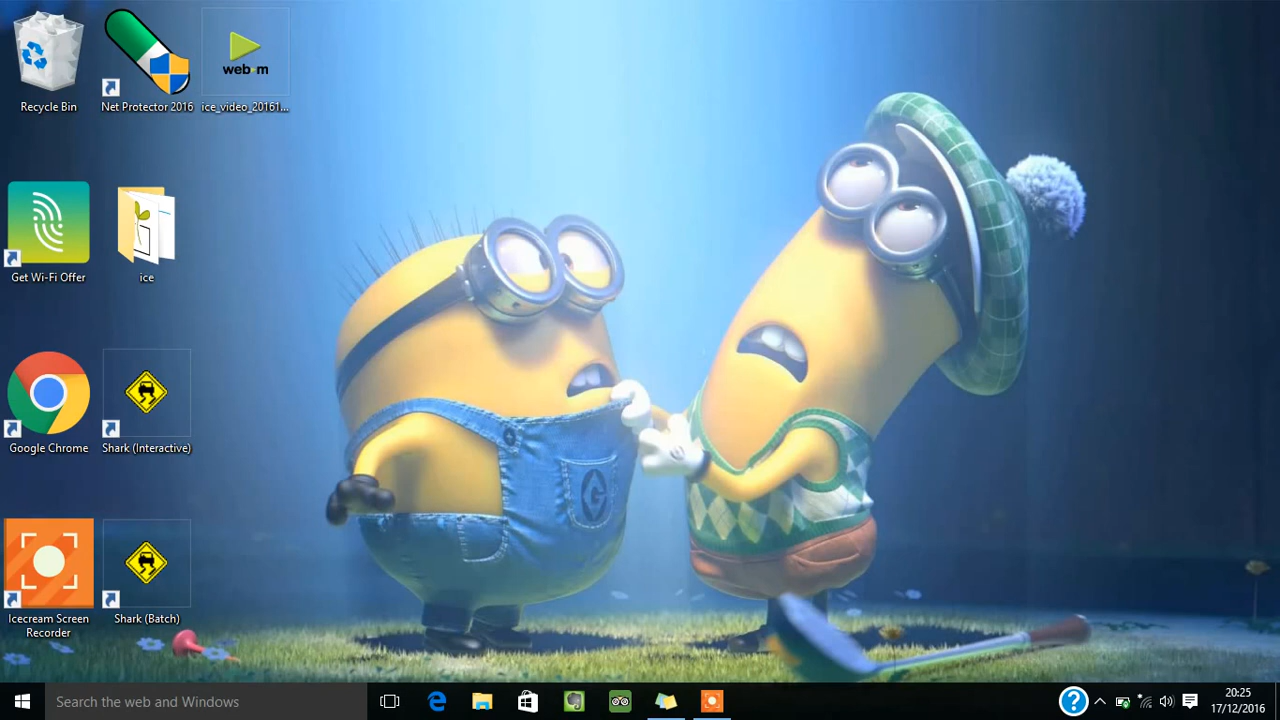 Recycle Bin
Net Protector 2016
web·m
ice_video_20161...
Get Wi-Fi Offer
ice
Google Chrome
Shark (Interactive)
Icecream Screen
Recorder
Shark (Batch)
G
Search the web and Windows
20:25
17/12/2016